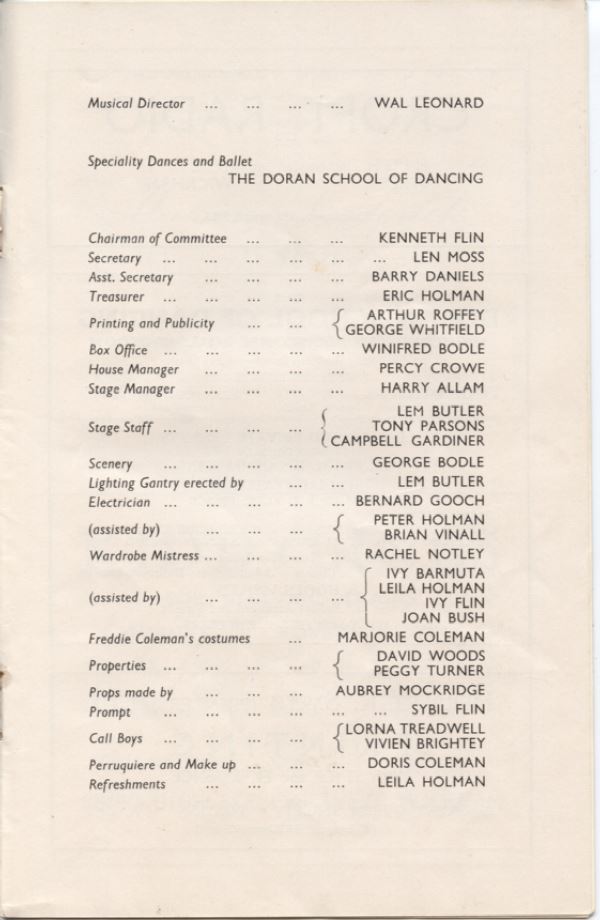 Musical Director ... ... ... ... WAL LEONARD
Speciality Dances and Ballet
THE DORAN SCHOOL OF DANCING
Chairman of Committee ... ... ... KENNETH FLIN
Secretary ... ... ... ... ... ... LEN MOSS
Asst. Secretary ... ... ... ... BARRY DANIELS
Treasurer ... ... ... ... ... ERIC HOLMAN
Printing and Publicity ... ... { ARTHUR ROFFEY
GEORGE WHITFIELD
Box Office ... ... ... ... ... WINIFRED BODLE
House Manager ... ... ... ... PERCY CROWE
Stage Manager ... ... ... ... HARRY ALLAM
Stage Staff ... ... ... ... { LEM BUTLER
TONY PARSONS
CAMPBELL GARDINER
Scenery ... ... ... ... ... GEORGE BODLE
Lighting Gantry erected by ... ... LEM BUTLER
Electrician ... ... ... ... ... BERNARD GOOCH
(assisted by) ... ... ... { PETER HOLMAN
BRIAN VINALL
Wardrobe Mistress ... ... ... ... RACHEL NOTLEY
(assisted by) ... ... ... ... { IVY BARMUTA
LEILA HOLMAN
IVY FLIN
JOAN BUSH
Freddie Coleman's costumes ... MARJORIE COLEMAN
Properties ... ... ... ... { DAVID WOODS
PEGGY TURNER
Props made by ... ... ... ... AUBREY MOCKRIDGE
Prompt ... ... ... ... ... ... SYBIL FLIN
Call Boys ... ... ... ... { LORNA TREADWELL
VIVIEN BRIGHTEY
Perruquiere and Make up ... ... ... DORIS COLEMAN
Refreshments ... ... ... ... LEILA HOLMAN